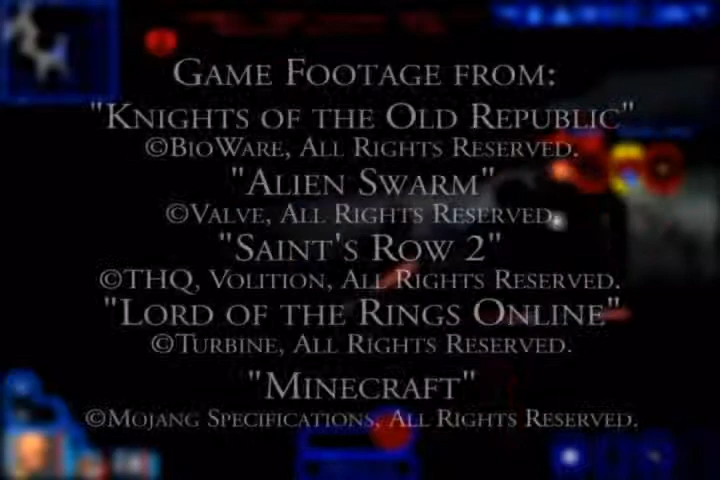 Game Footage from:
"Knights of the Old Republic"
©BioWare, All Rights Reserved.
"Alien Swarm"
©Valve, All Rights Reserved.
"Saint's Row 2"
©THQ, Volition, All Rights Reserved.
"Lord of the Rings Online"
©Turbine, All Rights Reserved.
"Minecraft"
©Mojang Specifications, All Rights Reserved.